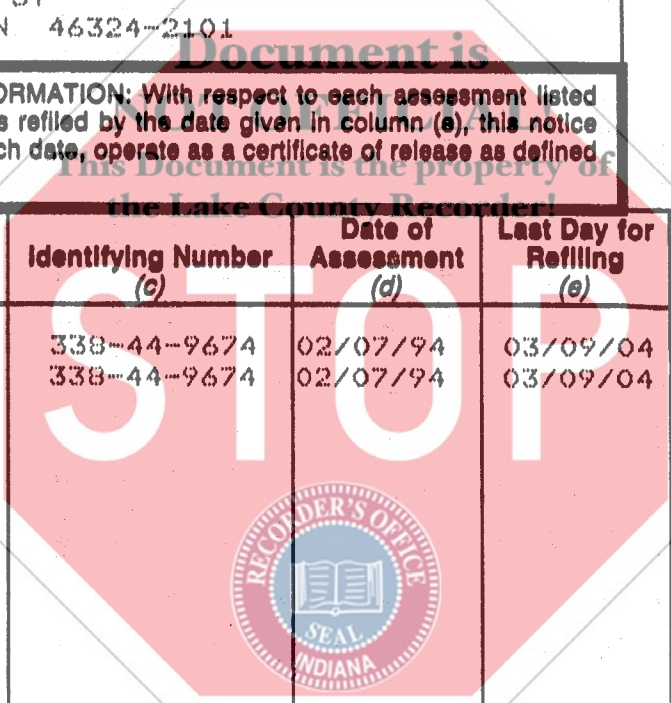 N 46324-2101
Document is
NOT OFFICIAL!
ORMATION: With respect to each assessment listed
s refiled by the date given in column (e), this notice
ch date, operate as a certificate of release as defined
This Document is the property of
the Lake County Recorder!
Identifying Number
(c)
Date of
Assessment
(d)
Last Day for
Refiling
(e)
338-44-9674 02/07/94 03/09/04
338-44-9674 02/07/94 03/09/04
STOP
RECORDER'S OFFICE
SEAL
INDIANA